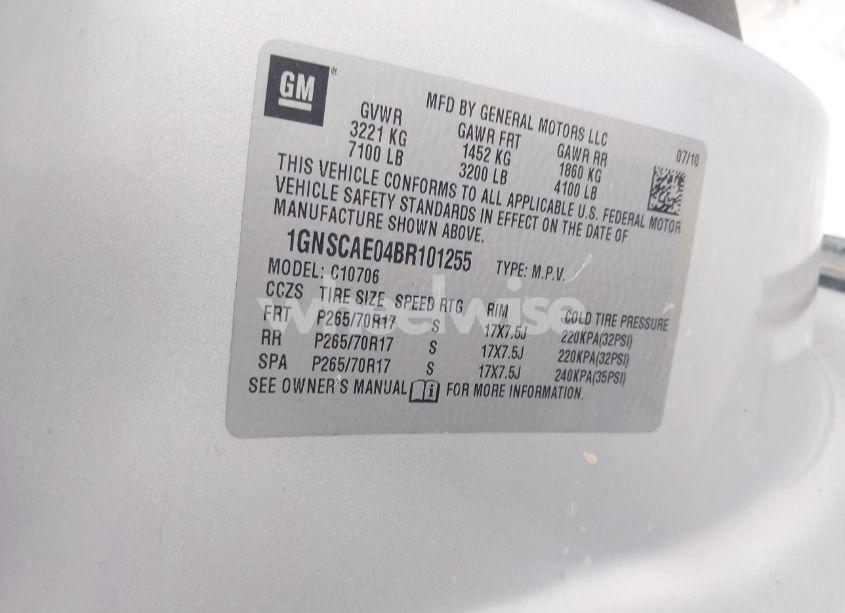 GM
MFD BY GENERAL MOTORS LLC
GVWR GAWR FRT GAWR RR 07/10
3221 KG 1452 KG 1860 KG
7100 LB 3200 LB 4100 LB
THIS VEHICLE CONFORMS TO ALL APPLICABLE U.S. FEDERAL MOTOR
VEHICLE SAFETY STANDARDS IN EFFECT ON THE DATE OF
MANUFACTURE SHOWN ABOVE.
1GNSCAE04BR101255 TYPE: M.P.V.
MODEL: C10706
CCZS TIRE SIZE SPEED RTG RIM COLD TIRE PRESSURE
FRT P265/70R17 S 17X7.5J 220KPA(32PSI)
RR P265/70R17 S 17X7.5J 220KPA(32PSI)
SPA P265/70R17 S 17X7.5J 240KPA(35PSI)
SEE OWNER'S MANUAL FOR MORE INFORMATION.